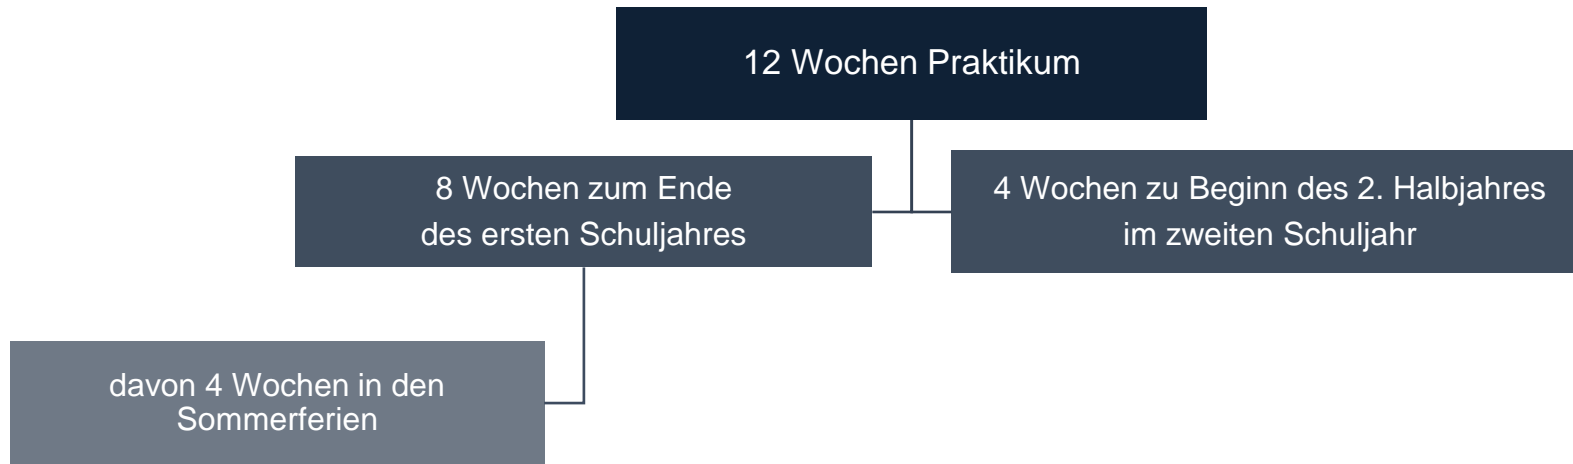 12 Wochen Praktikum
8 Wochen zum Ende
des ersten Schuljahres
4 Wochen zu Beginn des 2. Halbjahres
im zweiten Schuljahr
davon 4 Wochen in den
Sommerferien